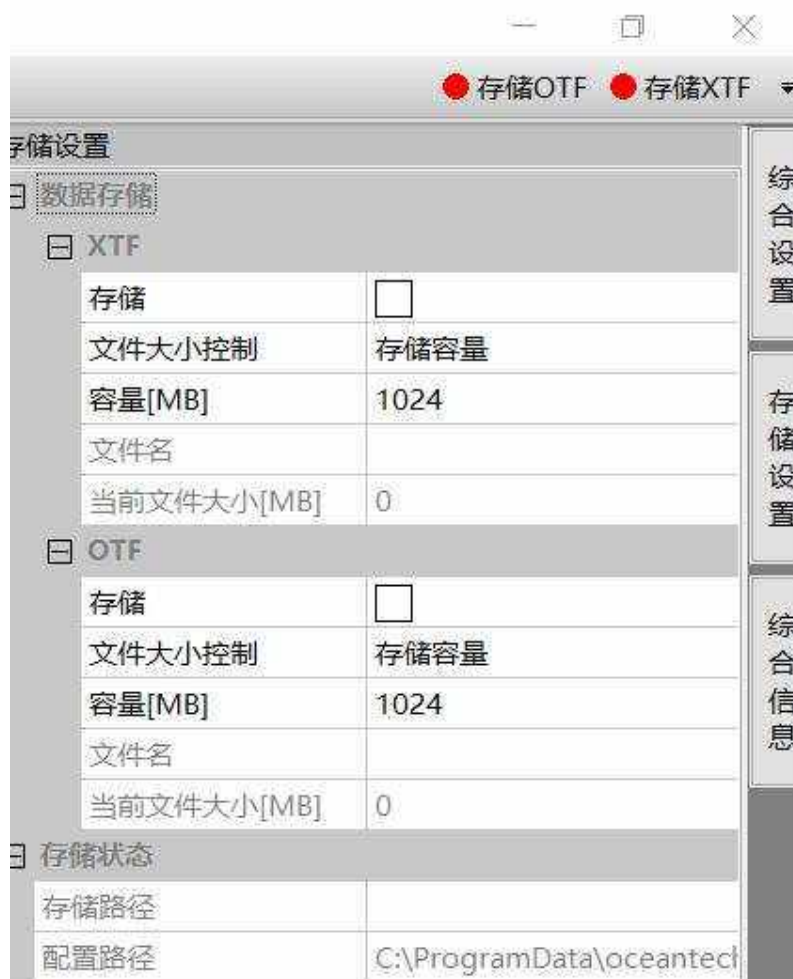 存储OTF 存储XTF
存储设置
数据存储
XTF
存储
文件大小控制 存储容量
容量[MB] 1024
文件名
当前文件大小[MB] 0
OTF
存储
文件大小控制 存储容量
容量[MB] 1024
文件名
当前文件大小[MB] 0
存储状态
存储路径
配置路径 C:\ProgramData\oceantech
综合设置
存储设置
综合信息